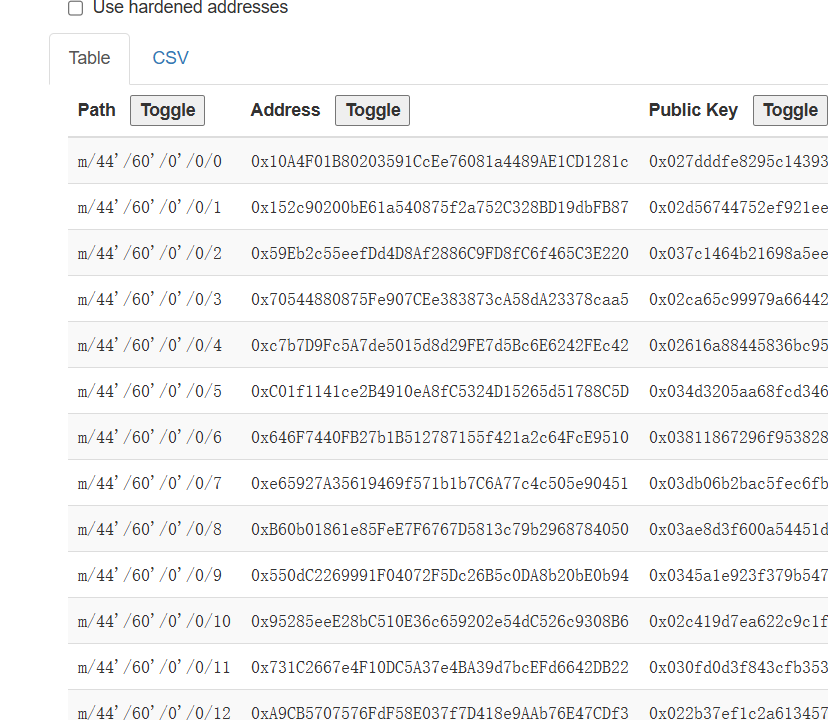 Use hardened addresses
Table CSV
Path Toggle Address Toggle Public Key Toggle
m/44'/60'/0'/0/0 0x10A4F01B80203591CcEe76081a4489AE1CD1281c 0x027dddfe8295c14393
m/44'/60'/0'/0/1 0x152c90200bE61a540875f2a752C328BD19dbFB87 0x02d56744752ef921ee
m/44'/60'/0'/0/2 0x59Eb2c55eefDd4D8Af2886C9FD8fC6f465C3E220 0x037c1464b21698a5ee
m/44'/60'/0'/0/3 0x70544880875Fe907CEe383873cA58dA23378caa5 0x02ca65c99979a66442
m/44'/60'/0'/0/4 0xc7b7D9Fc5A7de5015d8d29FE7d5Bc6E6242FEc42 0x02616a88445836bc95
m/44'/60'/0'/0/5 0xC01f1141ce2B4910eA8fC5324D15265d51788C5D 0x034d3205aa68fcd346
m/44'/60'/0'/0/6 0x646F7440FB27b1B512787155f421a2c64FcE9510 0x03811867296f953828
m/44'/60'/0'/0/7 0xe65927A35619469f571b1b7C6A77c4c505e90451 0x03db06b2bac5fec6fb
m/44'/60'/0'/0/8 0xB60b01861e85FeE7F6767D5813c79b2968784050 0x03ae8d3f600a54451d
m/44'/60'/0'/0/9 0x550dC2269991F04072F5Dc26B5c0DA8b20bE0b94 0x0345a1e923f379b547
m/44'/60'/0'/0/10 0x95285eeE28bC510E36c659202e54dC526c9308B6 0x02c419d7ea622c9c1f
m/44'/60'/0'/0/11 0x731C2667e4F10DC5A37e4BA39d7bcEFd6642DB22 0x030fd0d3f843cfb353
m/44'/60'/0'/0/12 0xA9CB5707576FdF58E037f7D418e9AAb76E47CDf3 0x022b37ef1c2a613457